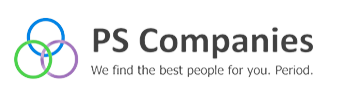 PS Companies
We find the best people for you. Period.